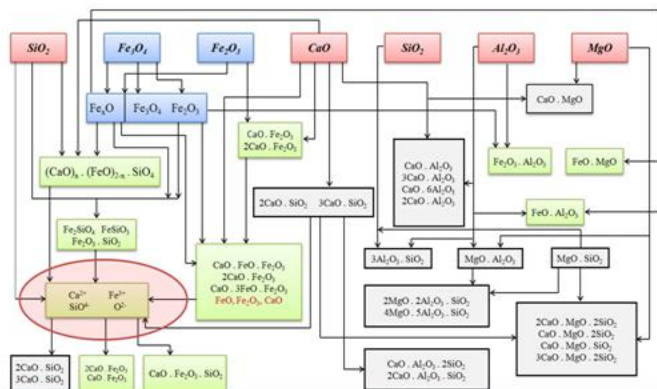 SiO₂
Fe₃O₄
Fe₂O₃
CaO
SiO₂
Al₂O₃
MgO
FeₓO
Fe₃O₄
Fe₂O₃
CaO . MgO
CaO . Fe₂O₃
2CaO . Fe₂O₃
(CaO)ₙ . (FeO)₂₋ₙ . SiO₄
CaO . Al₂O₃
3CaO . Al₂O₃
CaO . 6Al₂O₃
2CaO . Al₂O₃
Fe₂O₃ . Al₂O₃
FeO . MgO
2CaO . SiO₂ 3CaO . SiO₂
FeO . Al₂O₃
Fe₂SiO₄ FeSiO₃
Fe₂O₃ . SiO₂
3Al₂O₃ . SiO₂
MgO . Al₂O₃
MgO . SiO₂
CaO . FeO . Fe₂O₃
2CaO . Fe₂O₃
CaO . 3FeO . Fe₂O₃
FeO, Fe₂O₃, CaO
Ca²⁺ Fe³⁺
SiO⁴⁻ O²⁻
2MgO . 2Al₂O₃ . SiO₂
4MgO . 5Al₂O₃ . SiO₂
2CaO . MgO . 2SiO₂
CaO . MgO . 2SiO₂
CaO . MgO . SiO₂
3CaO . MgO . 2SiO₂
2CaO . SiO₂
3CaO . SiO₂
2CaO . Fe₂O₃
CaO . Fe₂O₃
CaO . Fe₂O₃ . SiO₂
CaO . Al₂O₃ . 2SiO₂
2CaO . Al₂O₃ . SiO₂